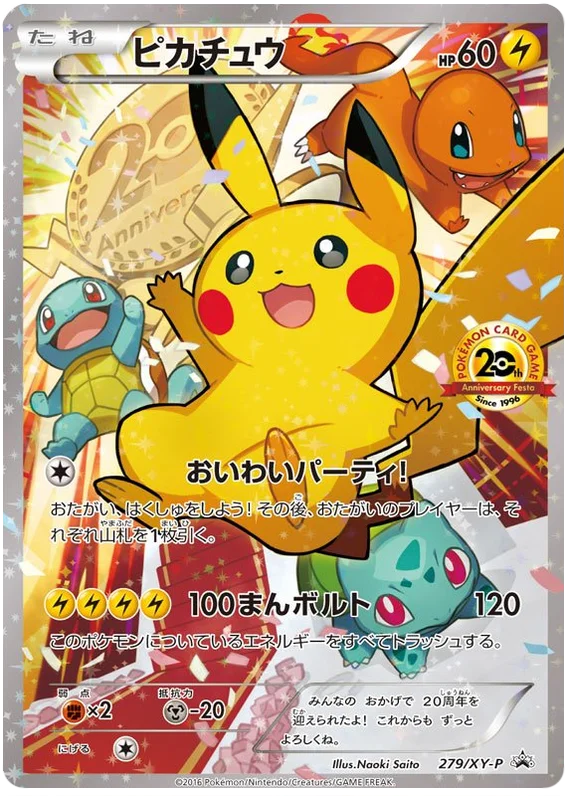 たね
ピカチュウ
HP60
20
Annivers
POKÉMON CARD GAME
20th
Anniversary Festa
Since 1996
おいわいパーティ!
おたがい、はくしゅをしよう!その後、おたがいのプレイヤーは、そ
れぞれ山札を1枚引く。
100まんボルト 120
このポケモンについているエネルギーをすべてトラッシュする。
弱点 抵抗力
×2 -20
にげる
みんなの おかげで 20周年を
迎えられたよ! これからも ずっと
よろしくね。
Illus.Naoki Saito 279/XY-P
©2016 Pokémon/Nintendo/Creatures/GAME FREAK.